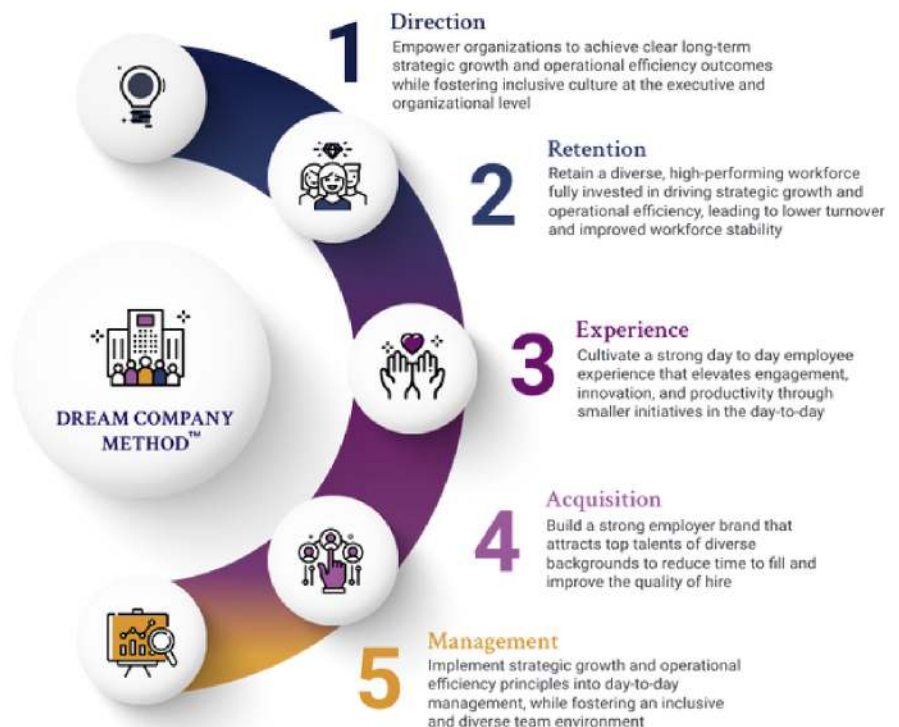 1
Direction
Empower organizations to achieve clear long-term
strategic growth and operational efficiency outcomes
while fostering inclusive culture at the executive and
organizational level
2
Retention
Retain a diverse, high-performing workforce
fully invested in driving strategic growth and
operational efficiency, leading to lower turnover
and improved workforce stability
DREAM COMPANY
METHOD™
3
Experience
Cultivate a strong day to day employee
experience that elevates engagement,
innovation, and productivity through
smaller initiatives in the day-to-day
4
Acquisition
Build a strong employer brand that
attracts top talents of diverse
backgrounds to reduce time to fill and
improve the quality of hire
5
Management
Implement strategic growth and operational
efficiency principles into day-to-day
management, while fostering an inclusive
and diverse team environment